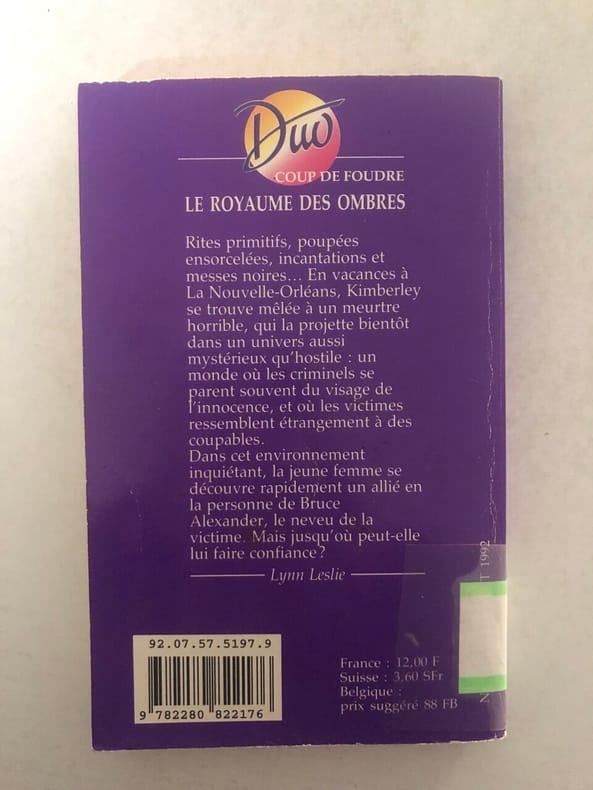 Duo
COUP DE FOUDRE
LE ROYAUME DES OMBRES
Rites primitifs, poupées
ensorcelées, incantations et
messes noires… En vacances à
La Nouvelle-Orléans, Kimberley
se trouve mêlée à un meurtre
horrible, qui la projette bientôt
dans un univers aussi
mystérieux qu'hostile : un
monde où les criminels se
parent souvent du visage de
l'innocence, et où les victimes
ressemblent étrangement à des
coupables.
Dans cet environnement
inquiétant, la jeune femme se
découvre rapidement un allié en
la personne de Bruce
Alexander, le neveu de la
victime. Mais jusqu'où peut-elle
lui faire confiance ?
Lynn Leslie
92.07.57.5197.9
9 782280 822176
France : 12,00 F
Suisse : 3,60 SFr
Belgique :
prix suggéré 88 FB
1992